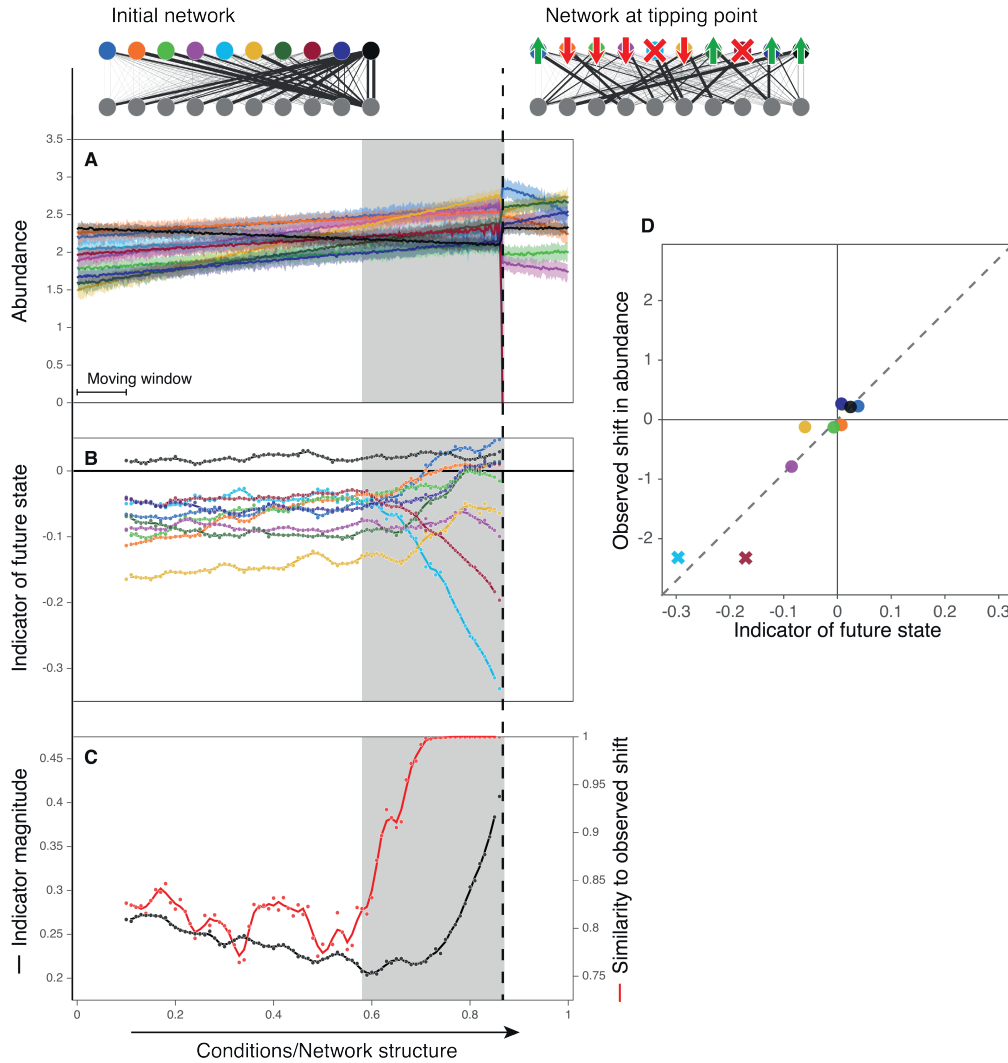 Initial network
Network at tipping point
A
Abundance
3.5
3
2.5
2
1.5
1
0.5
0
Moving window
B
Indicator of future state
0
-0.1
-0.2
-0.3
C
— Indicator magnitude
0.45
0.4
0.35
0.3
0.25
0.2
1
0.95
0.9
0.85
0.8
0.75
— Similarity to observed shift
0 0.2 0.4 0.6 0.8 1
Conditions/Network structure
D
Observed shift in abundance
2
1
0
-1
-2
-0.3 -0.2 -0.1 0 0.1 0.2 0.3
Indicator of future state